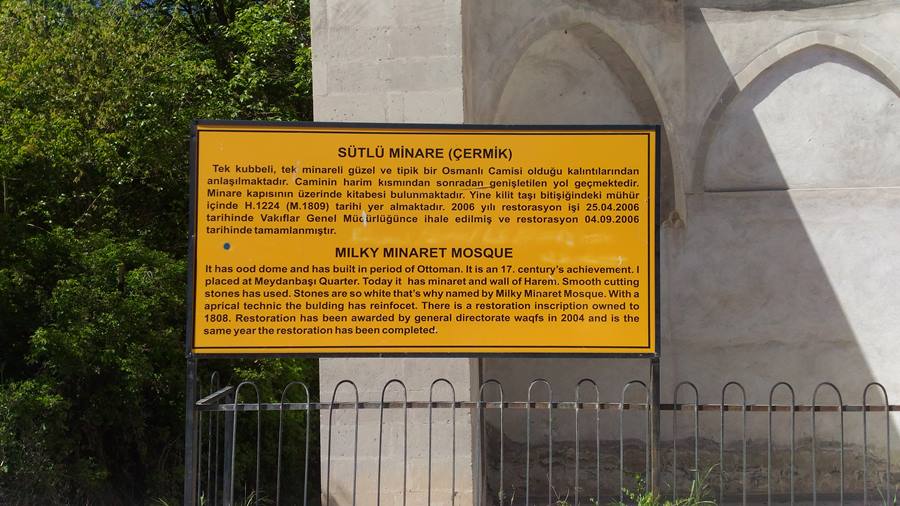 SÜTLÜ MİNARE (ÇERMİK)
Tek kubbeli, tek minareli güzel ve tipik bir Osmanlı Camisi olduğu kalıntılarından
anlaşılmaktadır. Caminin harim kısmından sonradan genişletilen yol geçmektedir.
Minare kapısının üzerinde kitabesi bulunmaktadır. Yine kilit taşı bitişiğindeki mühür
içinde H.1224 (M.1809) tarihi yer almaktadır. 2006 yılı restorasyon işi 25.04.2006
tarihinde Vakıflar Genel Müdürlüğünce ihale edilmiş ve restorasyon 04.09.2006
tarihinde tamamlanmıştır.
MILKY MINARET MOSQUE
It has ood dome and has built in period of Ottoman. It is an 17. century's achievement. I
placed at Meydanbaşı Quarter. Today it has minaret and wall of Harem. Smooth cutting
stones has used. Stones are so white that's why named by Milky Minaret Mosque. With a
aprical technic the bulding has reinfocet. There is a restoration inscription owned to
1808. Restoration has been awarded by general directorate waqfs in 2004 and is the
same year the restoration has been completed.